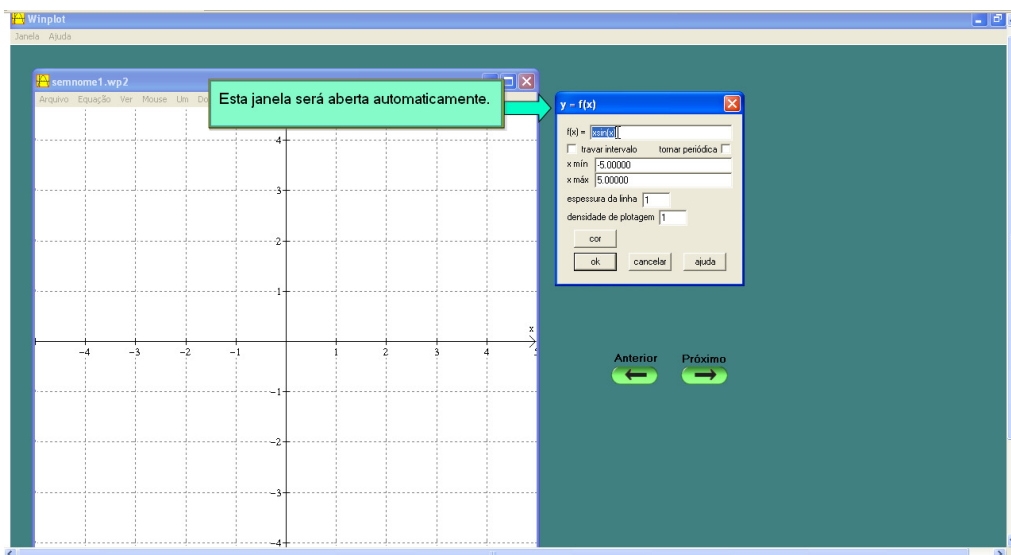 Winplot
Janela Ajuda
semnome1.wp2
Arquivo Equação Ver Mouse Um
Esta janela será aberta automaticamente.
y = f(x)
f(x) = xsin(x)
travar intervalo tornar periódica
x mín -5.00000
x máx 5.00000
espessura da linha 1
densidade de plotagem 1
cor
ok cancelar ajuda
4
3
2
1
x
-4 -3 -2 -1 1 2 3 4
-1
-2
-3
-4
Anterior Próximo